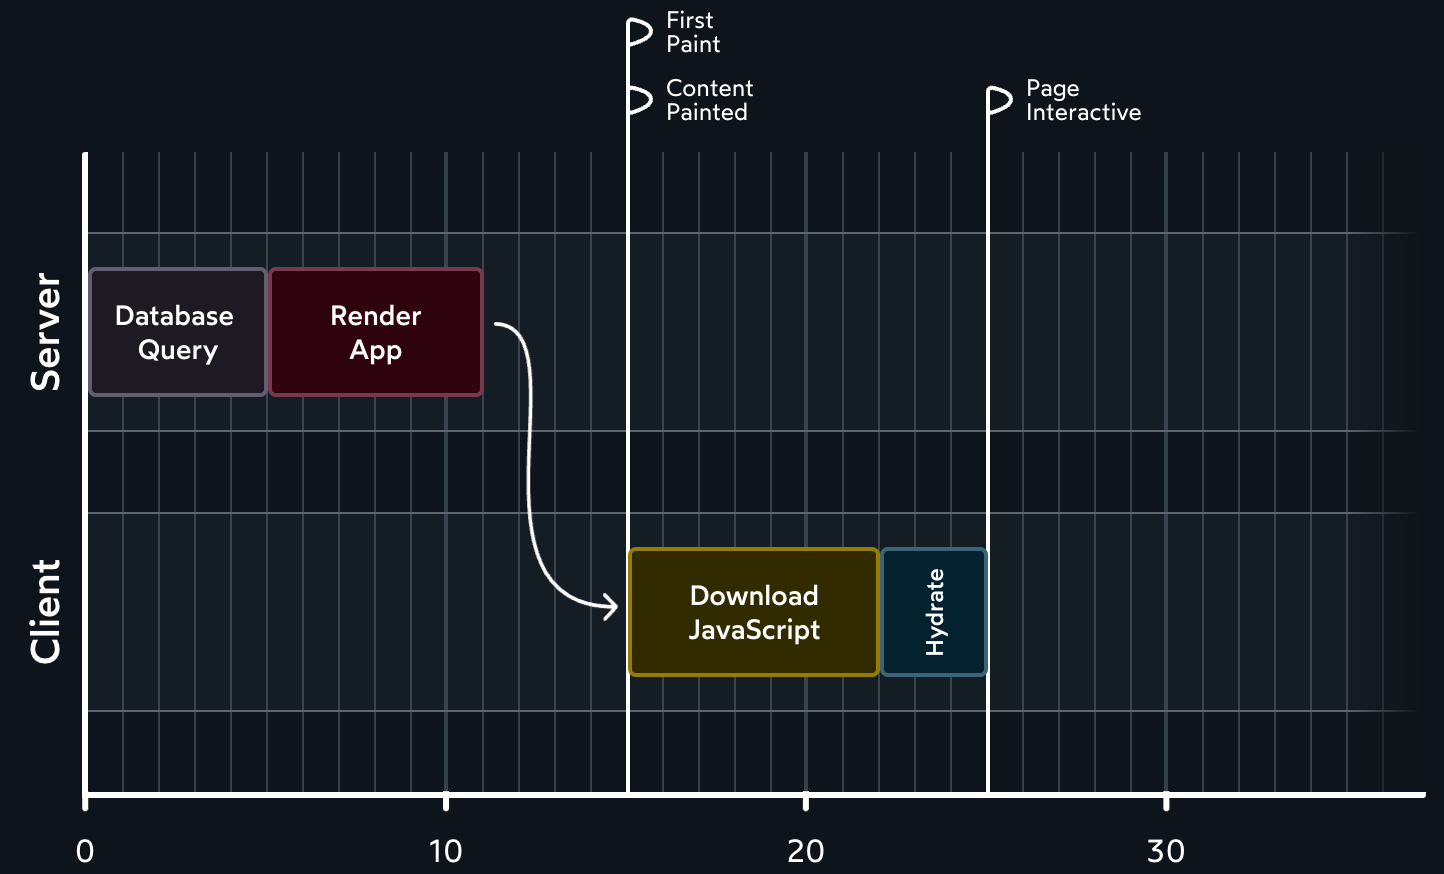 First
Paint
Content
Painted
Page
Interactive
Server
Database
Query
Render
App
Client
Download
JavaScript
Hydrate
0
10
20
30